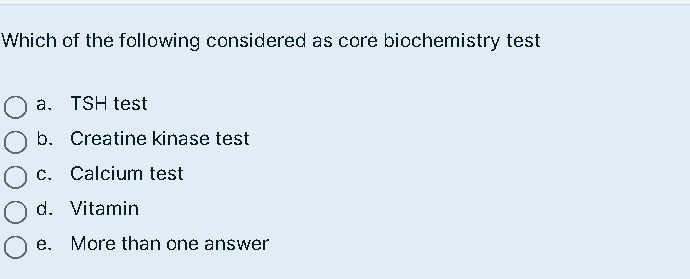 Which of the following considered as core biochemistry test
a. TSH test
b. Creatine kinase test
c. Calcium test
d. Vitamin
e. More than one answer